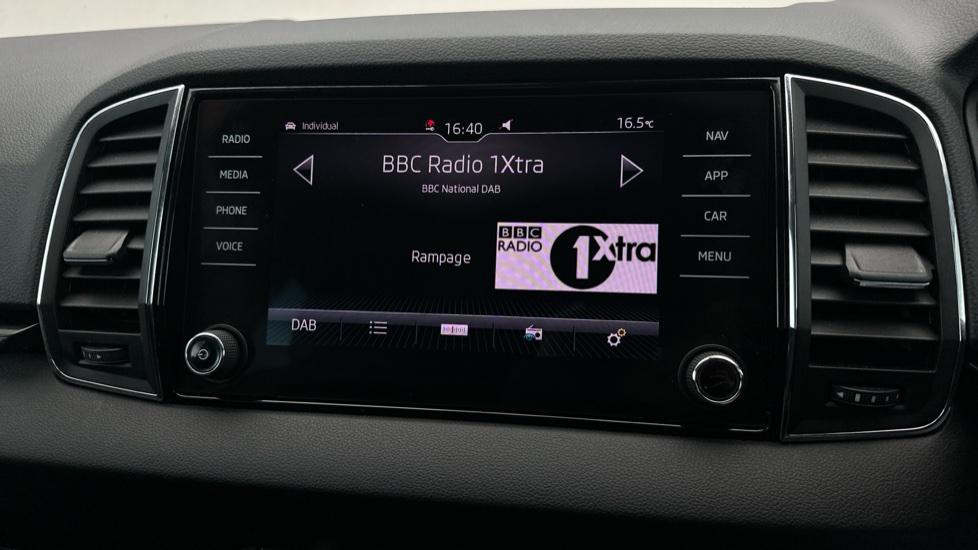 Individual 16:40 16.5°C
BBC Radio 1Xtra
BBC National DAB
Rampage
BBC
RADIO
1Xtra
DAB
RADIO
MEDIA
PHONE
VOICE
NAV
APP
CAR
MENU